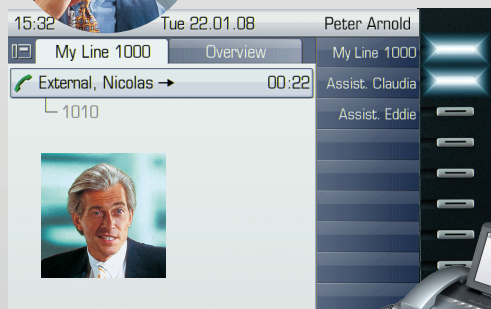 15:32 Tue 22.01.08 Peter Arnold
My Line 1000 Overview My Line 1000
External, Nicolas → 00:22 Assist. Claudia
1010 Assist. Eddie